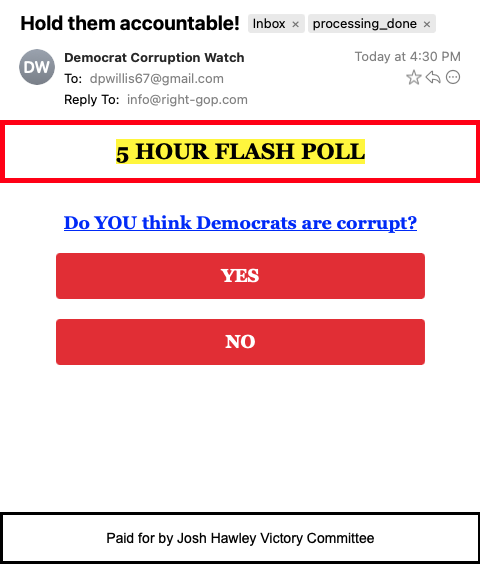 Hold them accountable! Inbox × processing_done ×
DW Democrat Corruption Watch Today at 4:30 PM
To: dpwillis67@gmail.com
Reply To: info@right-gop.com
5 HOUR FLASH POLL
Do YOU think Democrats are corrupt?
YES
NO
Paid for by Josh Hawley Victory Committee